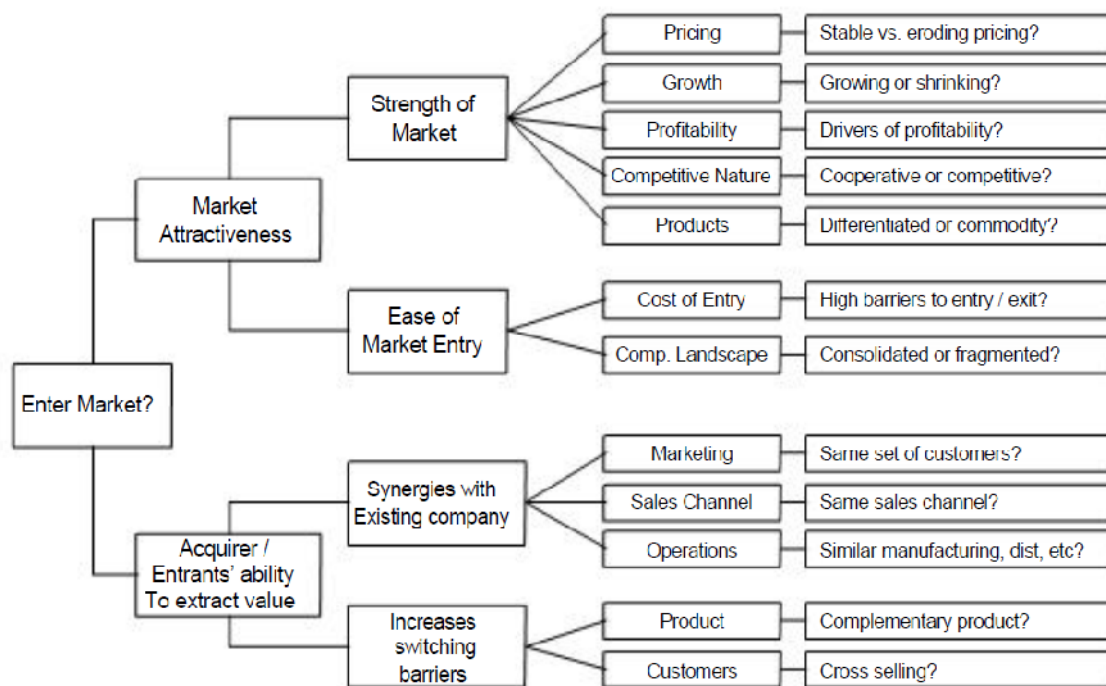 Pricing
Stable vs. eroding pricing?
Growth
Growing or shrinking?
Strength of
Market
Profitability
Drivers of profitability?
Competitive Nature
Cooperative or competitive?
Market
Attractiveness
Products
Differentiated or commodity?
Cost of Entry
High barriers to entry / exit?
Ease of
Market Entry
Comp. Landscape
Consolidated or fragmented?
Enter Market?
Marketing
Same set of customers?
Synergies with
Existing company
Sales Channel
Same sales channel?
Operations
Similar manufacturing, dist, etc?
Acquirer /
Entrants' ability
To extract value
Increases
switching
barriers
Product
Complementary product?
Customers
Cross selling?